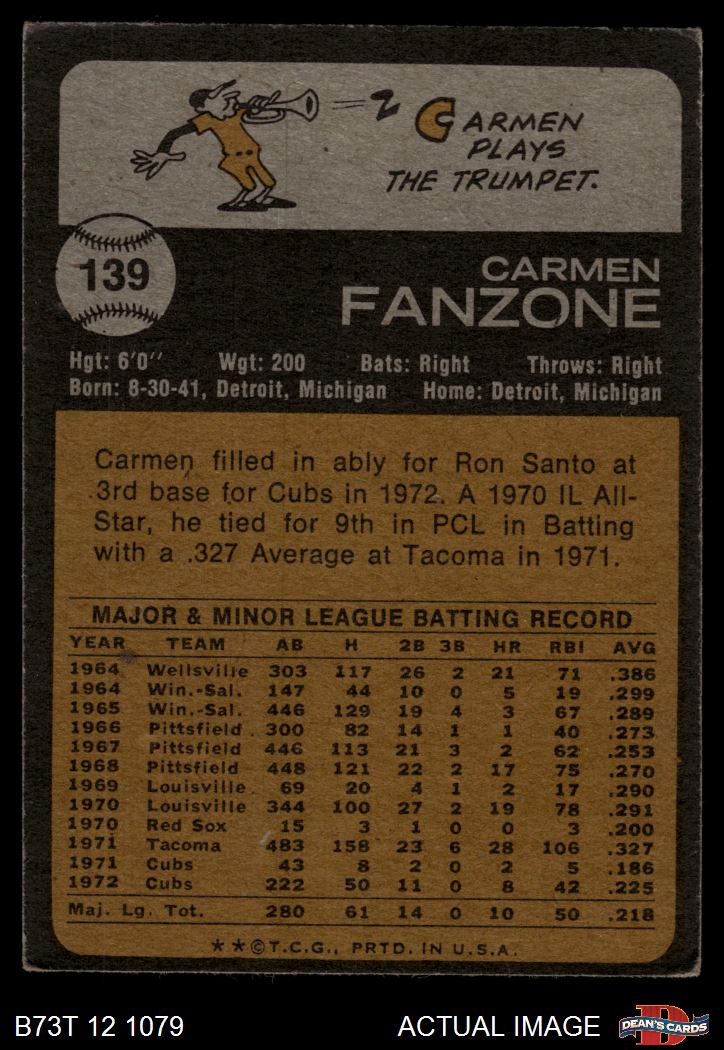 CARMEN
PLAYS
THE TRUMPET.
139
CARMEN
FANZONE
Hgt: 6'0" Wgt: 200 Bats: Right Throws: Right
Born: 8-30-41, Detroit, Michigan Home: Detroit, Michigan
Carmen filled in ably for Ron Santo at
3rd base for Cubs in 1972. A 1970 IL All-
Star, he tied for 9th in PCL in Batting
with a .327 Average at Tacoma in 1971.
MAJOR & MINOR LEAGUE BATTING RECORD
YEAR TEAM AB H 2B 3B HR RBI AVG
1964 Wellsville 303 117 26 2 21 71 .386
1964 Win.-Sal. 147 44 10 0 5 19 .299
1965 Win.-Sal. 446 129 19 4 3 67 .289
1966 Pittsfield 300 82 14 1 1 40 .273
1967 Pittsfield 446 113 21 3 2 62 .253
1968 Pittsfield 448 121 22 2 17 75 .270
1969 Louisville 69 20 4 1 2 17 .290
1970 Louisville 344 100 27 2 19 78 .291
1970 Red Sox 15 3 1 0 0 3 .200
1971 Tacoma 483 158 23 6 28 106 .327
1971 Cubs 43 8 2 0 2 5 .186
1972 Cubs 222 50 11 0 8 42 .225
Maj. Lg. Tot. 280 61 14 0 10 50 .218
**©T.C.G., PRTD. IN U.S.A.
B73T 12 1079 ACTUAL IMAGE D DEAN'S CARDS